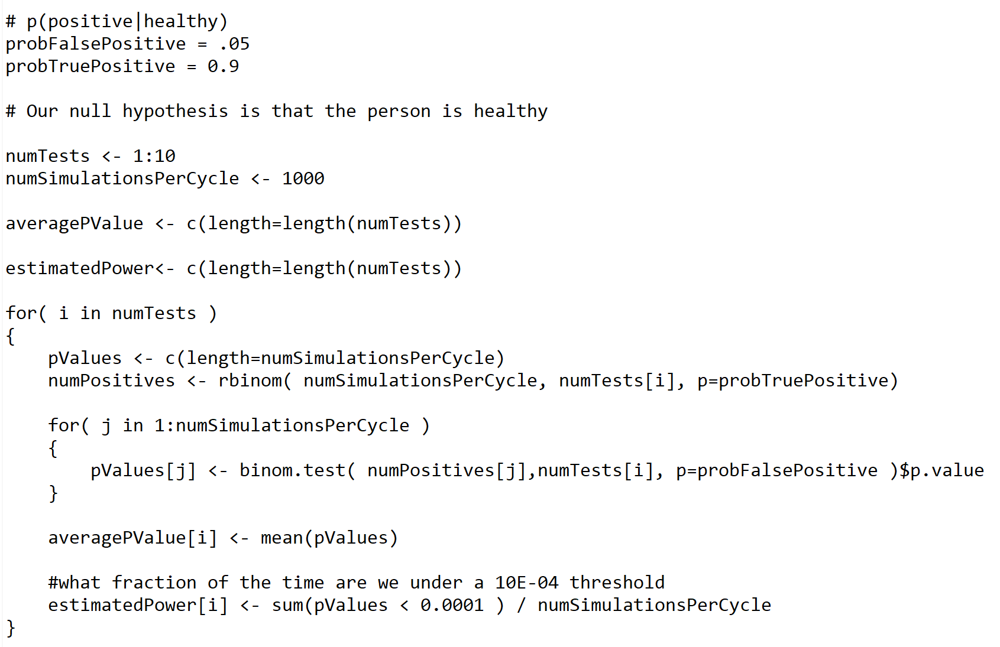 # p(positive|healthy)
probFalsePositive = .05
probTruePositive = 0.9
# Our null hypothesis is that the person is healthy
numTests <- 1:10
numSimulationsPerCycle <- 1000
averagePValue <- c(length=length(numTests))
estimatedPower<- c(length=length(numTests))
for( i in numTests )
{
    pValues <- c(length=numSimulationsPerCycle)
    numPositives <- rbinom( numSimulationsPerCycle, numTests[i], p=probTruePositive)
    for( j in 1:numSimulationsPerCycle )
    {
        pValues[j] <- binom.test( numPositives[j],numTests[i], p=probFalsePositive )$p.value
    }
    averagePValue[i] <- mean(pValues)
    #what fraction of the time are we under a 10E-04 threshold
    estimatedPower[i] <- sum(pValues < 0.0001 ) / numSimulationsPerCycle
}